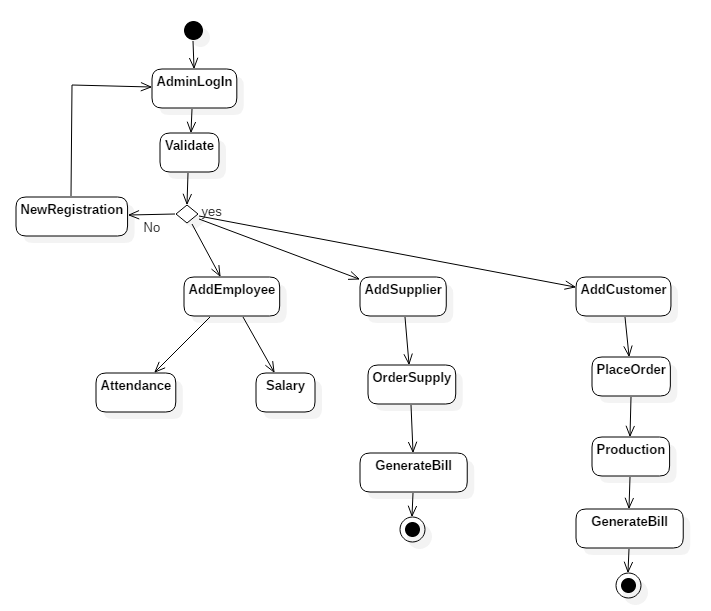 AdminLogIn
Validate
NewRegistration
yes
No
AddEmployee
AddSupplier
AddCustomer
Attendance
Salary
OrderSupply
PlaceOrder
Production
GenerateBill
GenerateBill